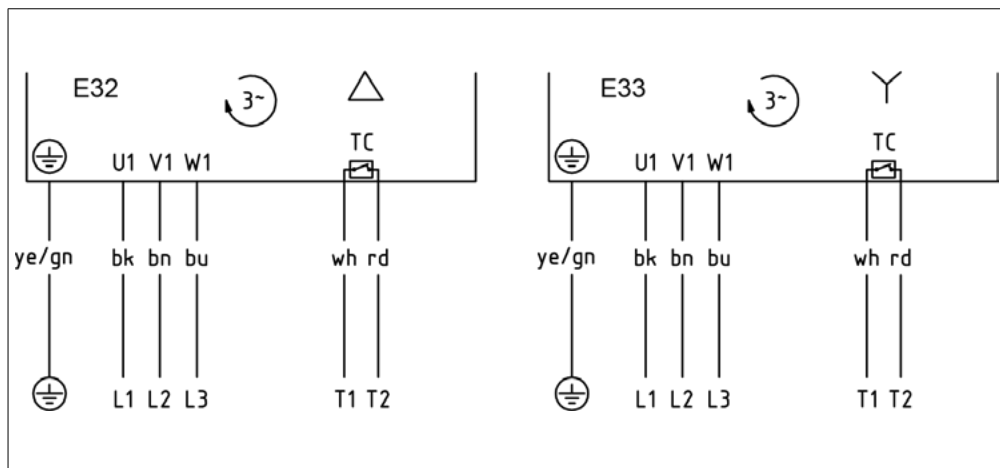 E32
3~
TC
U1 V1 W1
ye/gn bk bn bu wh rd
L1 L2 L3 T1 T2
E33
3~
TC
U1 V1 W1
ye/gn bk bn bu wh rd
L1 L2 L3 T1 T2